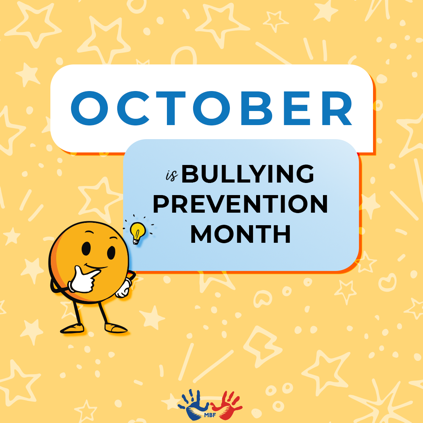 OCTOBER
is BULLYING
PREVENTION
MONTH
MBF